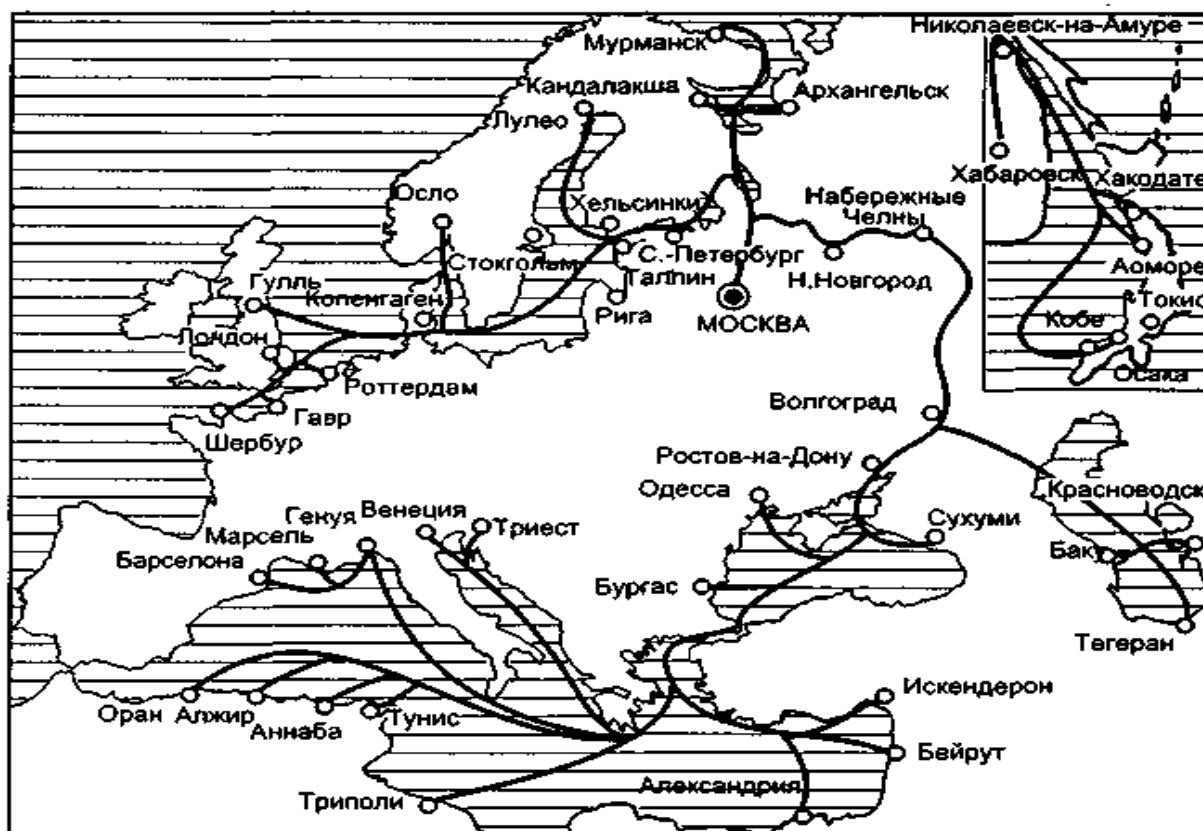 Николаевск-на-Амуре
Мурманск
Кандалакша
Архангельск
Лулео
Хабаровск
Хакодате
Осло
Набережные
Челны
Хельсинки
С.-Петербург
Стокгольм
Таллин
Н.Новгород
Аоморе
Гулль
Копенгаген
Рига
МОСКВА
Токио
Кобе
Лондон
Роттердам
Осака
Гавр
Шербур
Волгоград
Ростов-на-Дону
Одесса
Красноводск
Генуя
Венеция
Триест
Сухуми
Марсель
Баку
Барселона
Бургас
Тегеран
Искендерон
Оран
Алжир
Тунис
Аннаба
Бейрут
Александрия
Триполи